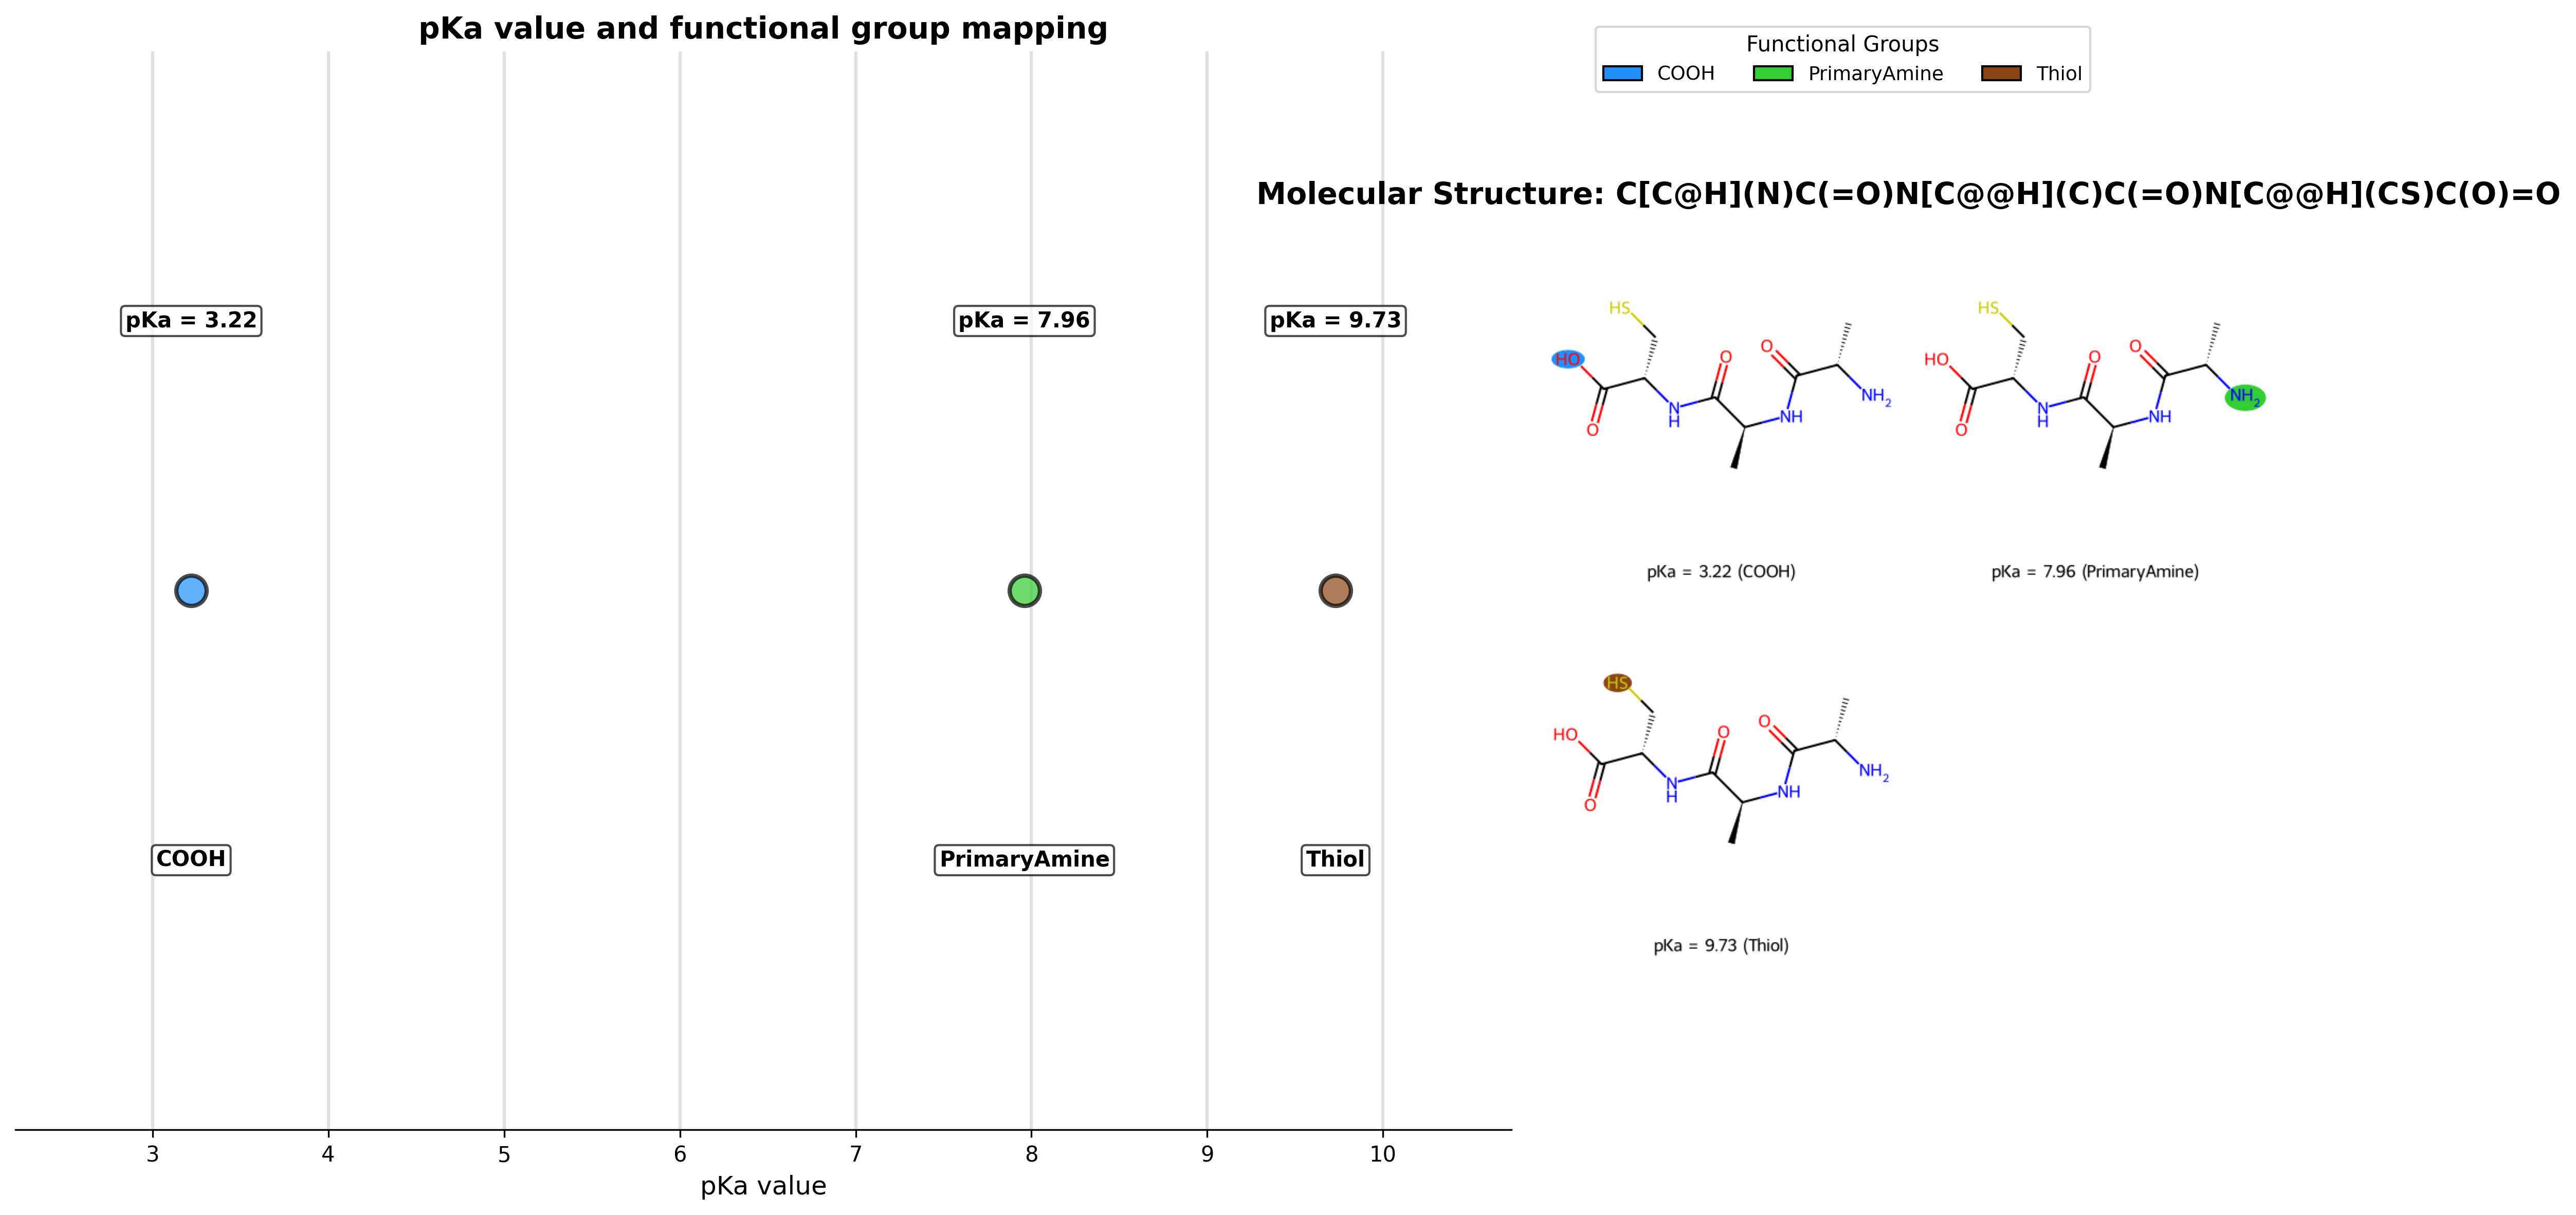 pKa value and functional group mapping
Functional Groups
COOH PrimaryAmine Thiol
Molecular Structure: C[C@H](N)C(=O)N[C@@H](C)C(=O)N[C@@H](CS)C(O)=O
pKa = 3.22 pKa = 7.96 pKa = 9.73
COOH PrimaryAmine Thiol
3 4 5 6 7 8 9 10
pKa value
HS
HO
O
O
O
N
H
NH
NH2
pKa = 3.22 (COOH)
HS
HO
O
O
O
N
H
NH
NH2
pKa = 7.96 (PrimaryAmine)
HS
HO
O
O
O
N
H
NH
NH2
pKa = 9.73 (Thiol)